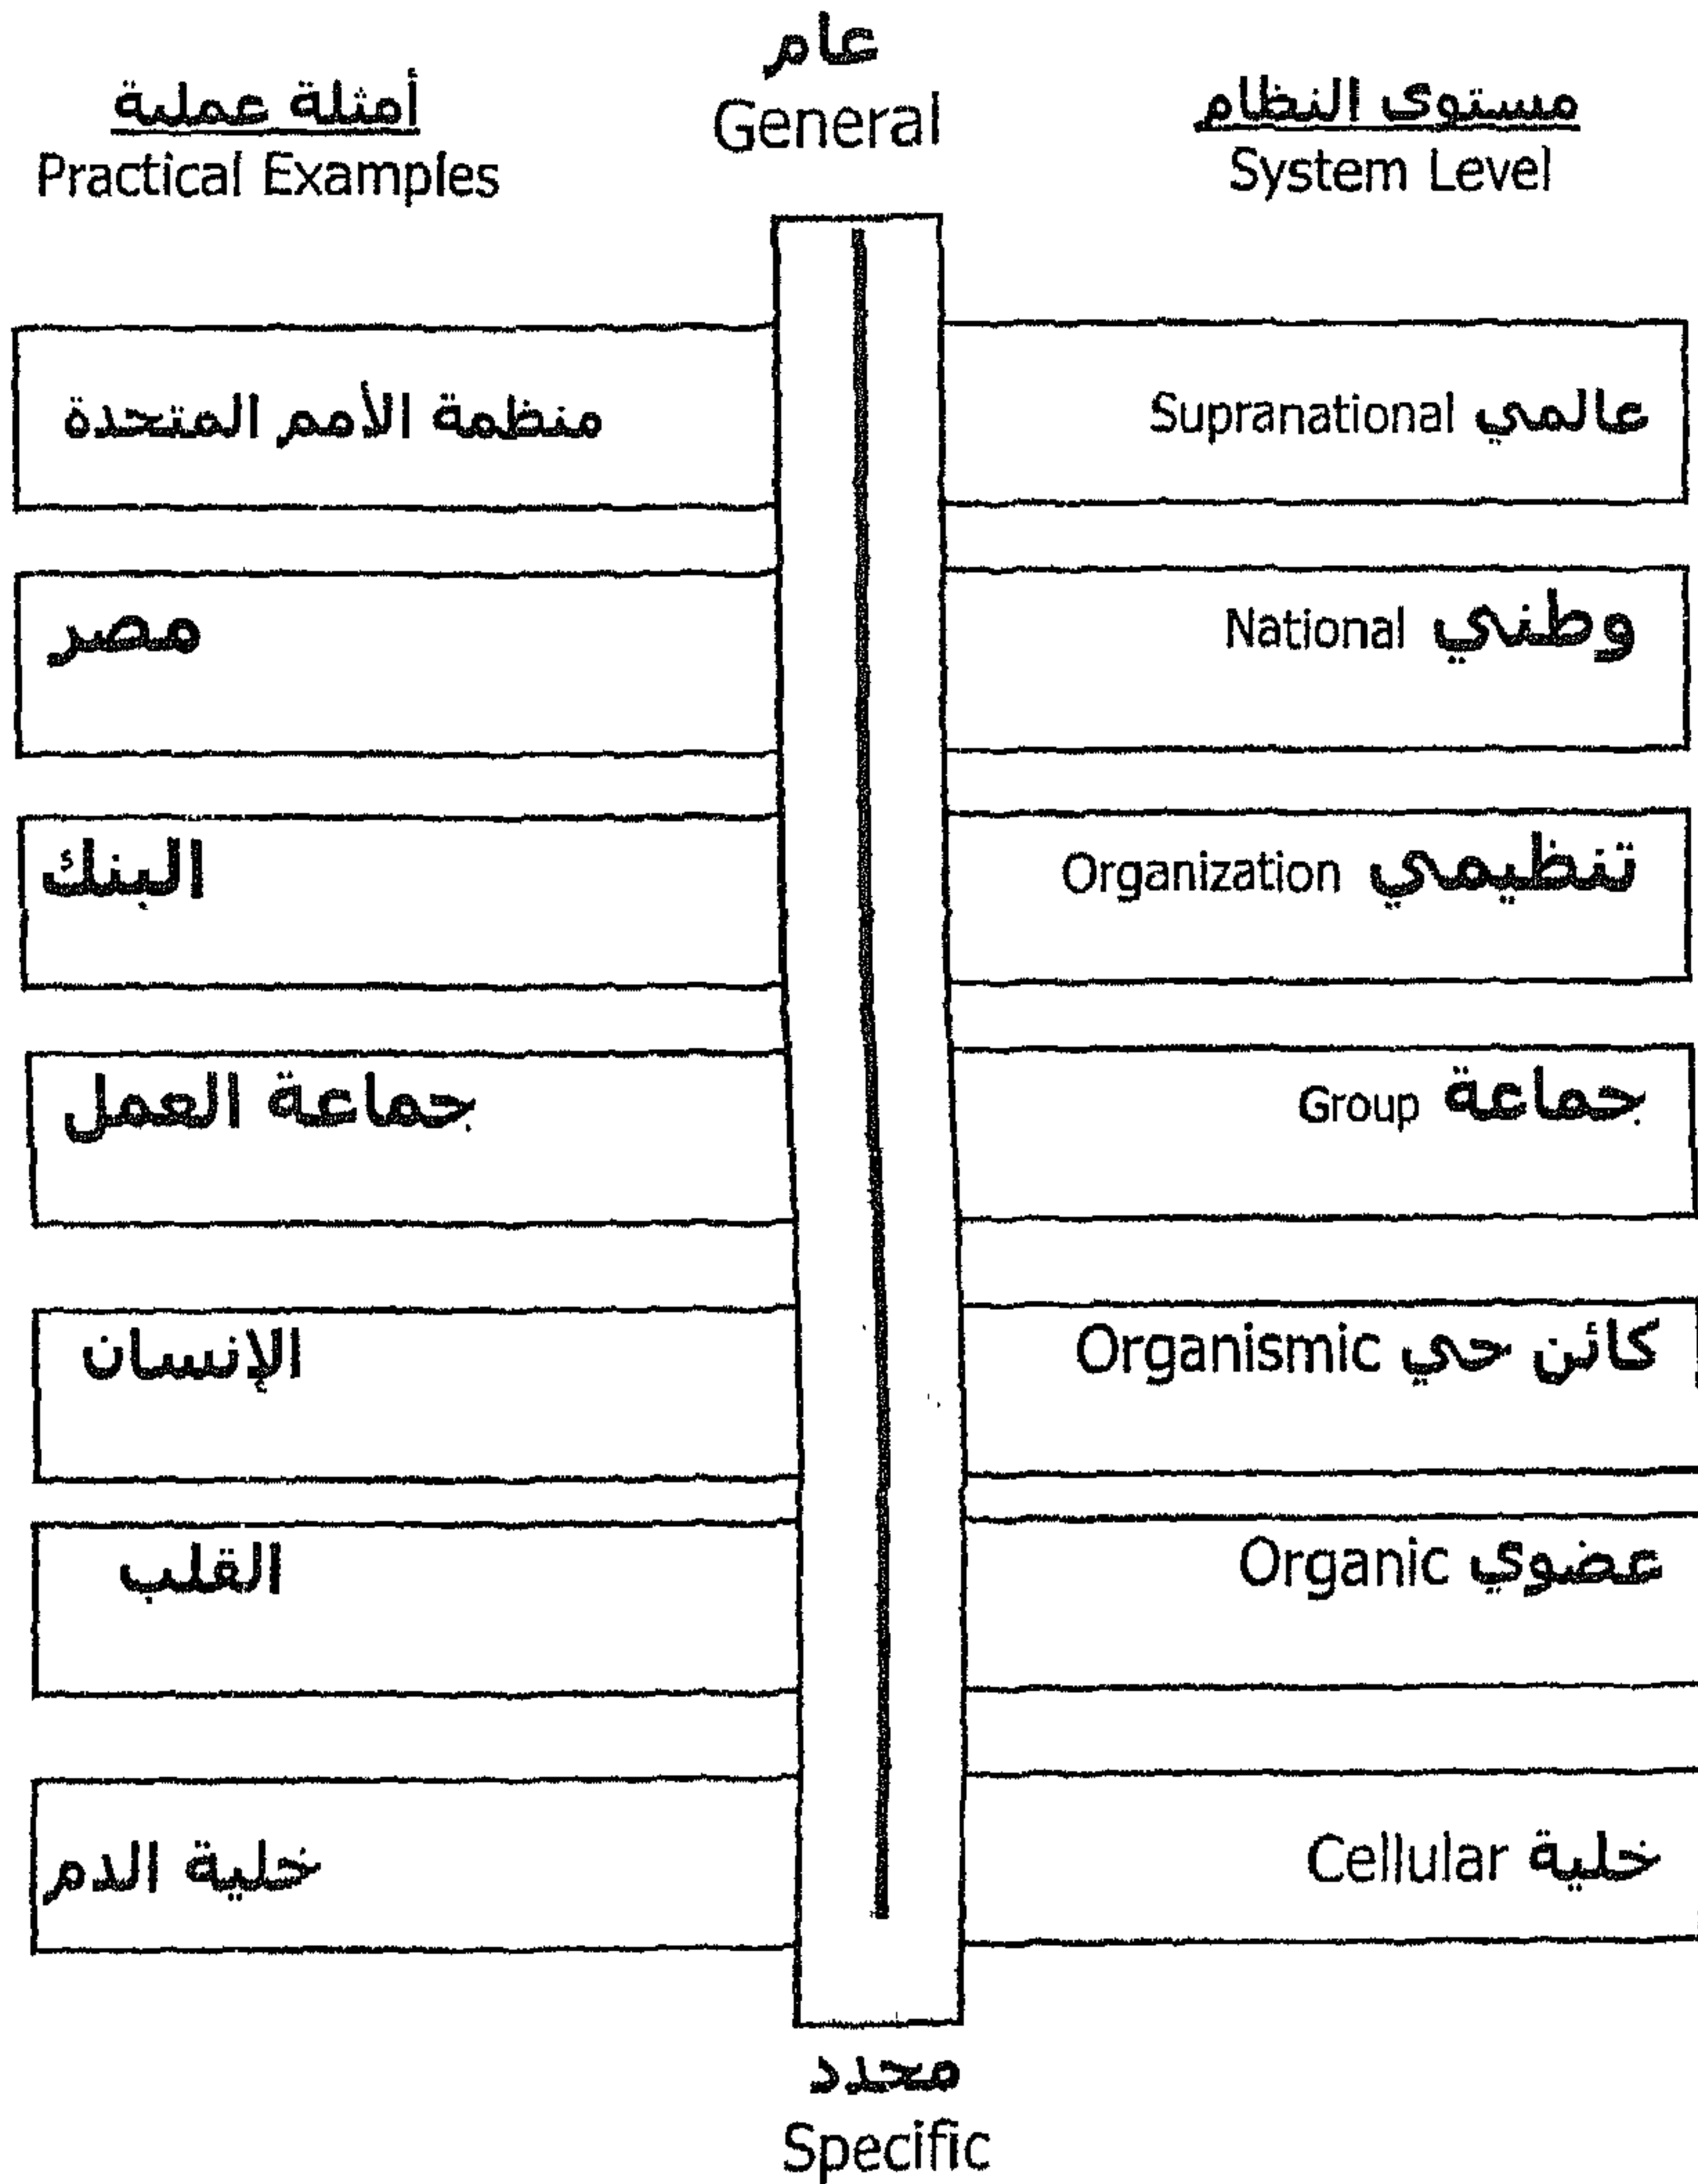 عام
General
مستوى النظام
System Level
أمثلة عملية
Practical Examples
عالمي Supranational
منظمة الأمم المتحدة
وطني National
مصر
تنظيمي Organization
البنك
جماعة Group
جماعة العمل
كائن حي Organismic
الإنسان
عضوي Organic
القلب
خلية Cellular
خلية الدم
محدد
Specific